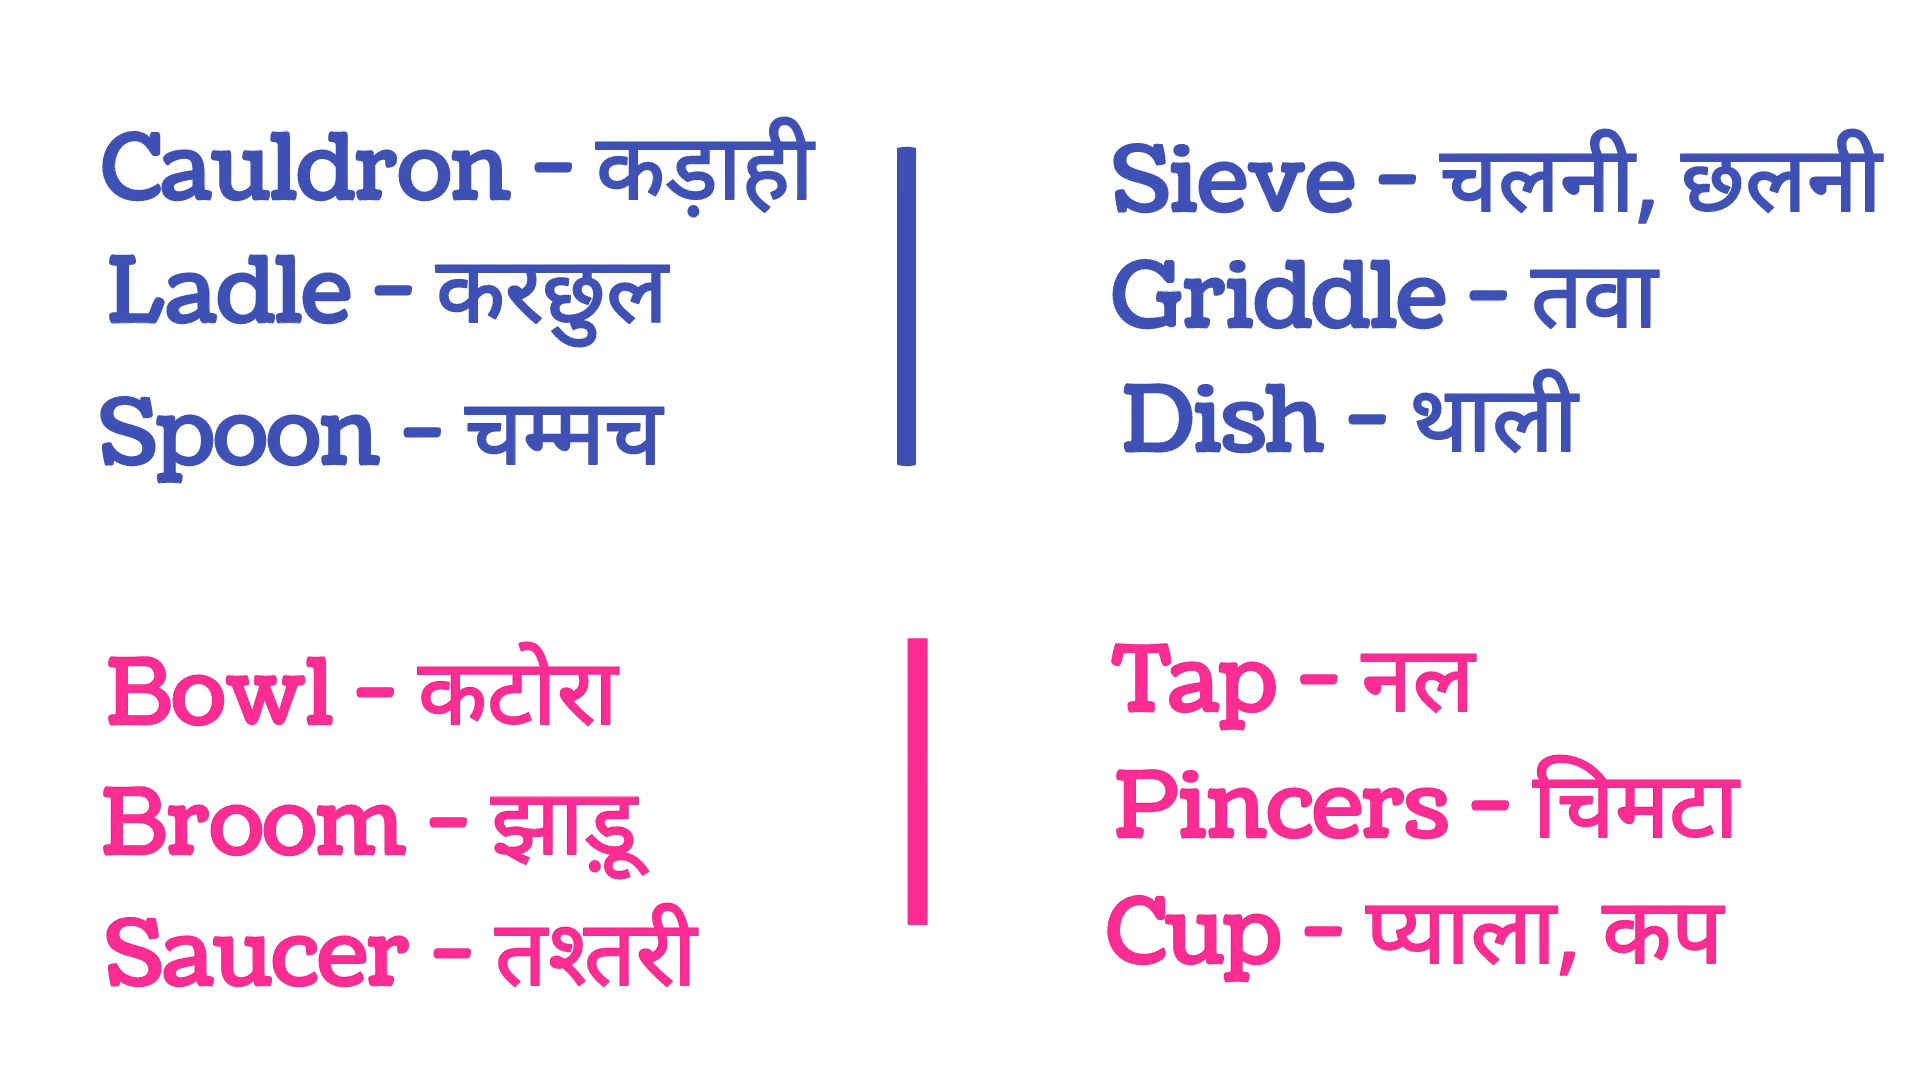 Cauldron - कड़ाही
Ladle - करछुल
Spoon - चम्मच
Sieve - चलनी, छलनी
Griddle - तवा
Dish - थाली
Bowl - कटोरा
Broom - झाड़ू
Saucer - तश्तरी
Tap - नल
Pincers - चिमटा
Cup - प्याला, कप